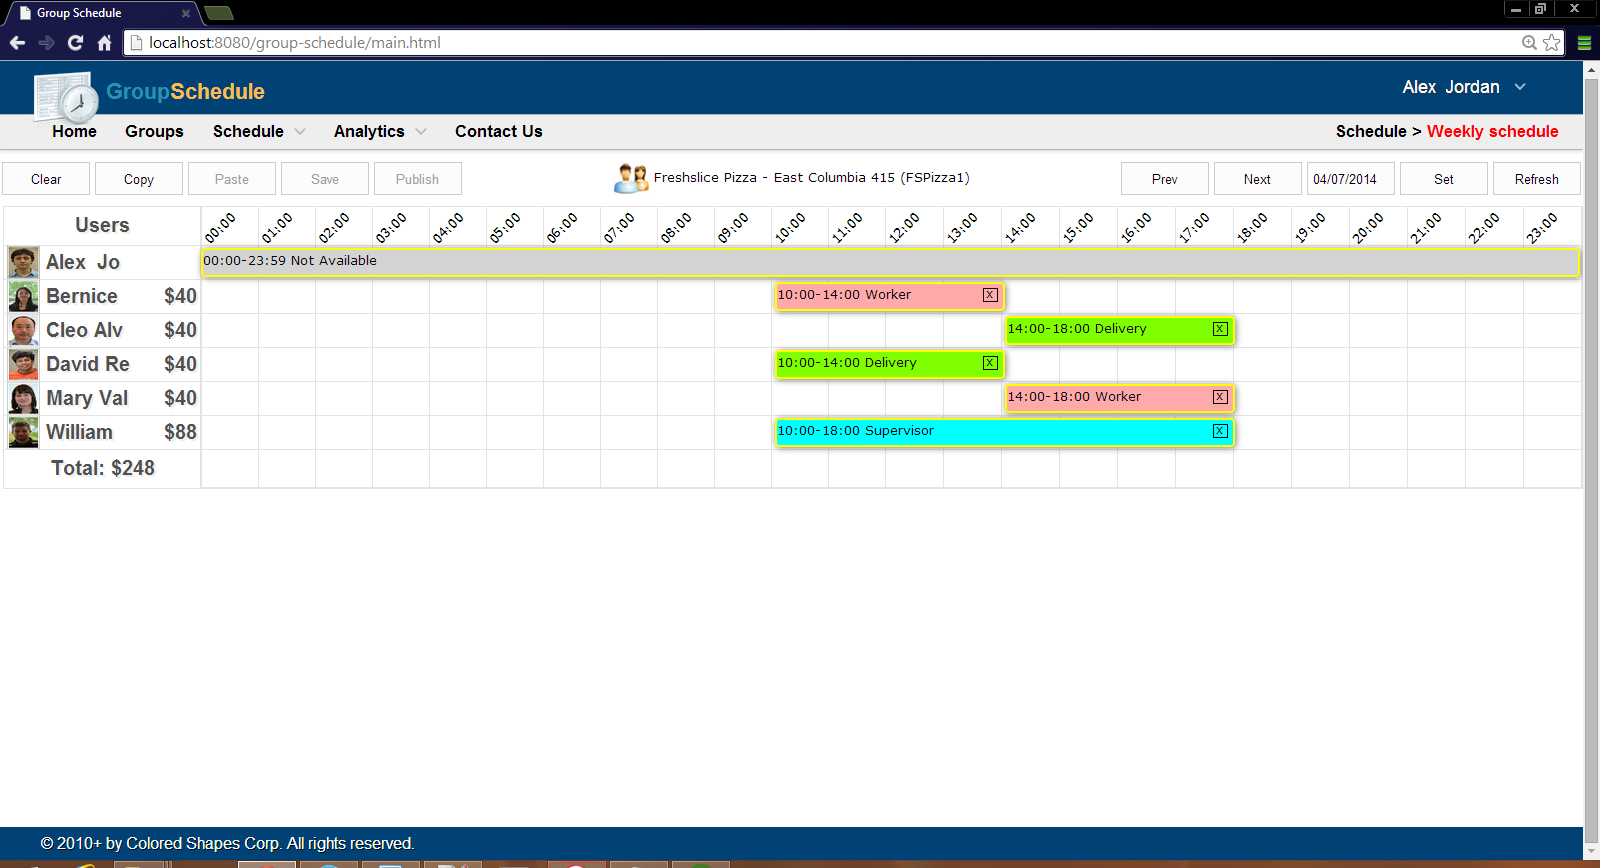 Group Schedule
localhost:8080/group-schedule/main.html
GroupSchedule
Alex Jordan
Home Groups Schedule Analytics Contact Us Schedule > Weekly schedule
Clear Copy Paste Save Publish Freshslice Pizza - East Columbia 415 (FSPizza1) Prev Next 04/07/2014 Set Refresh
Users 00:00 01:00 02:00 03:00 04:00 05:00 06:00 07:00 08:00 09:00 10:00 11:00 12:00 13:00 14:00 15:00 16:00 17:00 18:00 19:00 20:00 21:00 22:00 23:00
Alex Jo 00:00-23:59 Not Available
Bernice $40 10:00-14:00 Worker X
Cleo Alv $40 14:00-18:00 Delivery X
David Re $40 10:00-14:00 Delivery X
Mary Val $40 14:00-18:00 Worker X
William $88 10:00-18:00 Supervisor X
Total: $248
© 2010+ by Colored Shapes Corp. All rights reserved.